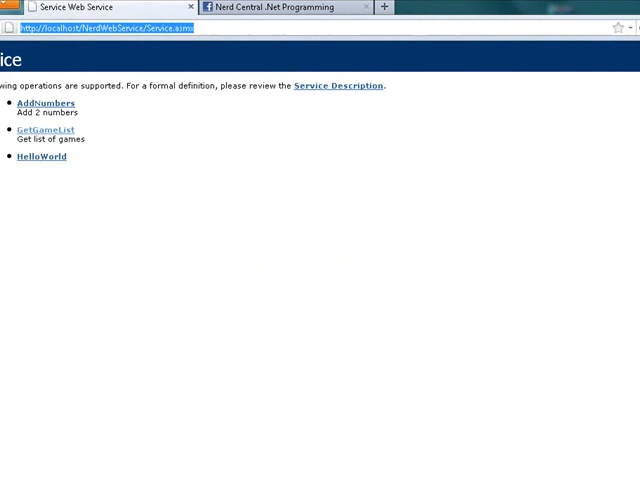 Service Web Service
Nerd Central .Net Programming
http://localhost/NerdWebService/Service.asmx
ice
wing operations are supported. For a formal definition, please review the Service Description.
AddNumbers
Add 2 numbers
GetGameList
Get list of games
HelloWorld